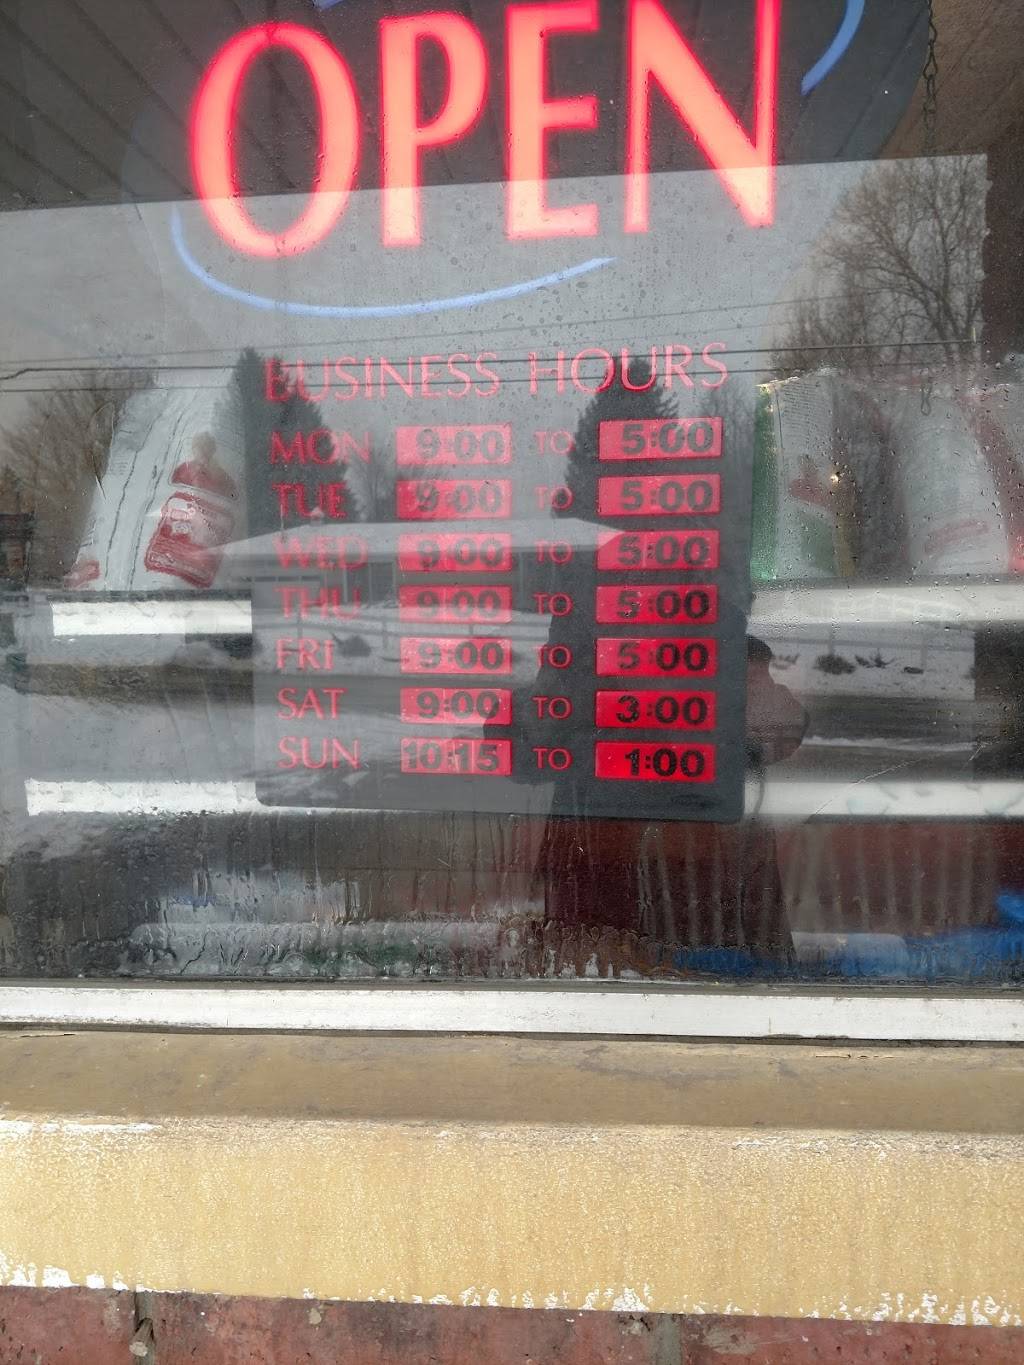 OPEN
BUSINESS HOURS
MON 9:00 TO 5:00
TUE 9:00 TO 5:00
WED 9:00 TO 5:00
THU 9:00 TO 5:00
FRI 9:00 TO 5:00
SAT 9:00 TO 3:00
SUN 10:15 TO 1:00